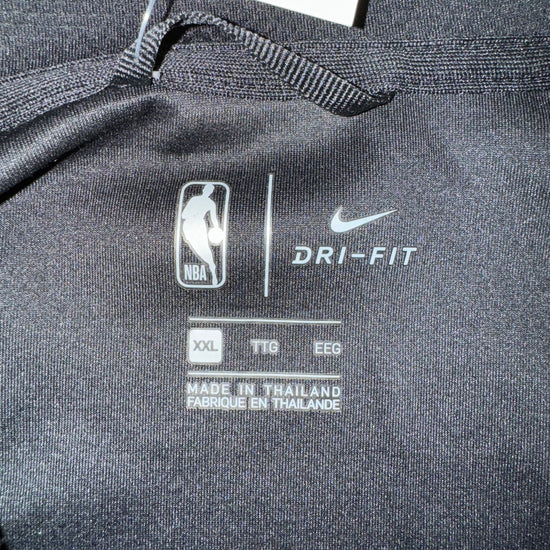 NBA
DRI-FIT
XXL TTG EEG
MADE IN THAILAND
FABRIQUE EN THAILANDE